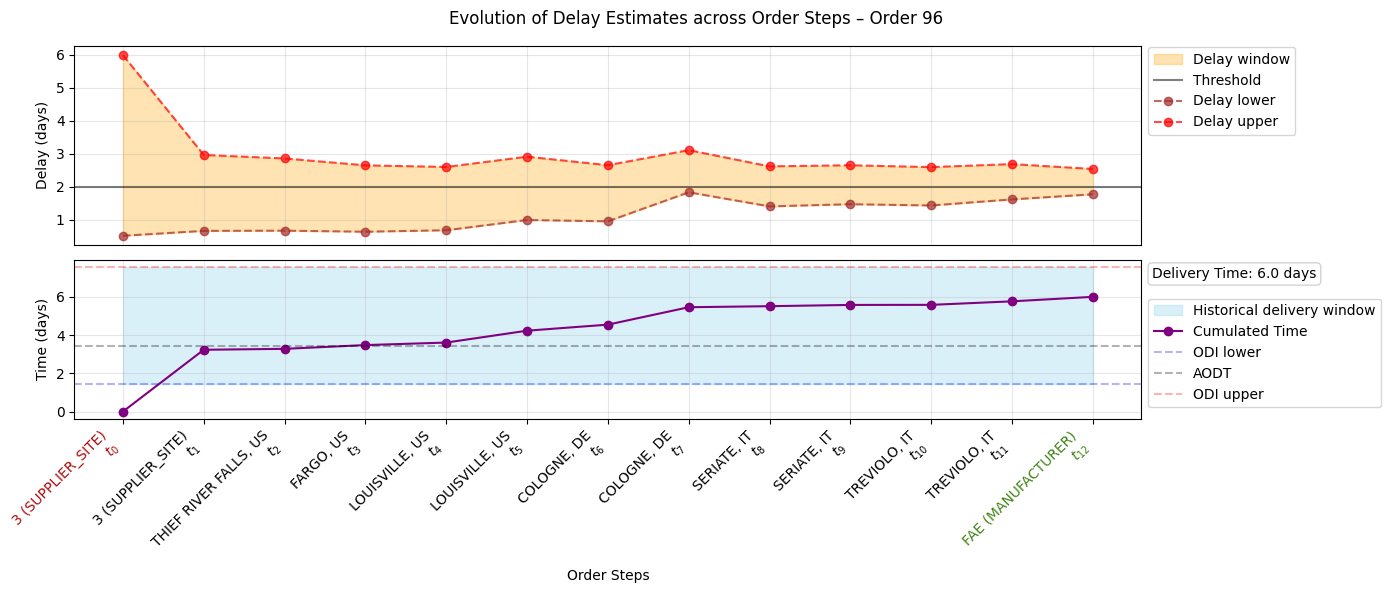 Evolution of Delay Estimates across Order Steps – Order 96
Delay (days)
6
5
4
3
2
1
Delay window
Threshold
Delay lower
Delay upper
Time (days)
6
4
2
0
Delivery Time: 6.0 days
Historical delivery window
Cumulated Time
ODI lower
AODT
ODI upper
3 (SUPPLIER_SITE)
t0
3 (SUPPLIER_SITE)
t1
THIEF RIVER FALLS, US
t2
FARGO, US
t3
LOUISVILLE, US
t4
LOUISVILLE, US
t5
COLOGNE, DE
t6
COLOGNE, DE
t7
SERIATE, IT
t8
SERIATE, IT
t9
TREVIOLO, IT
t10
TREVIOLO, IT
t11
FAE (MANUFACTURER)
t12
Order Steps